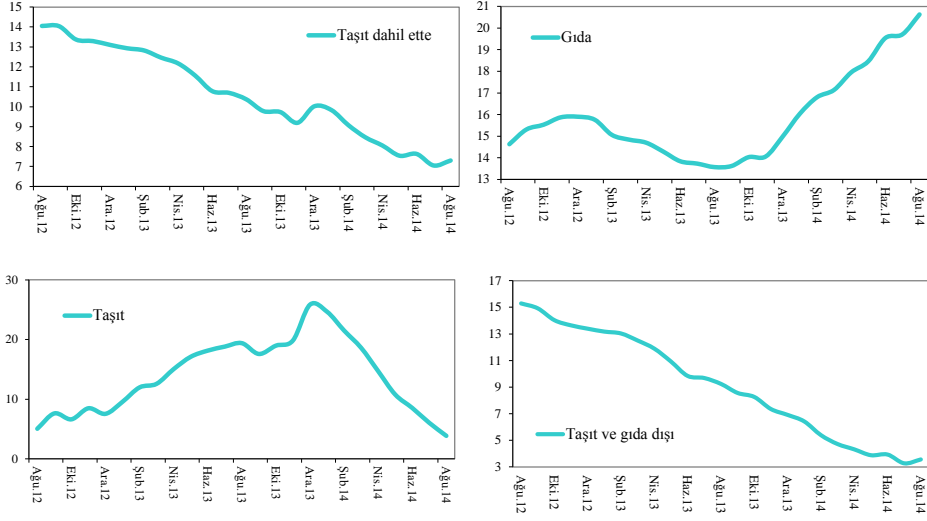 15
14
13
12
11
10
9
8
7
6
Taşıt dahil ette
Ağu.12
Eki.12
Ara.12
Şub.13
Nis.13
Haz.13
Ağu.13
Eki.13
Ara.13
Şub.14
Nis.14
Haz.14
Ağu.14
21
20
19
18
17
16
15
14
13
Gıda
Ağu.12
Eki.12
Ara.12
Şub.13
Nis.13
Haz.13
Ağu.13
Eki.13
Ara.13
Şub.14
Nis.14
Haz.14
Ağu.14
30
20
10
0
Taşıt
Ağu.12
Eki.12
Ara.12
Şub.13
Nis.13
Haz.13
Ağu.13
Eki.13
Ara.13
Şub.14
Nis.14
Haz.14
Ağu.14
17
15
13
11
9
7
5
3
Taşıt ve gıda dışı
Ağu.12
Eki.12
Ara.12
Şub.13
Nis.13
Haz.13
Ağu.13
Eki.13
Ara.13
Şub.14
Nis.14
Haz.14
Ağu.14